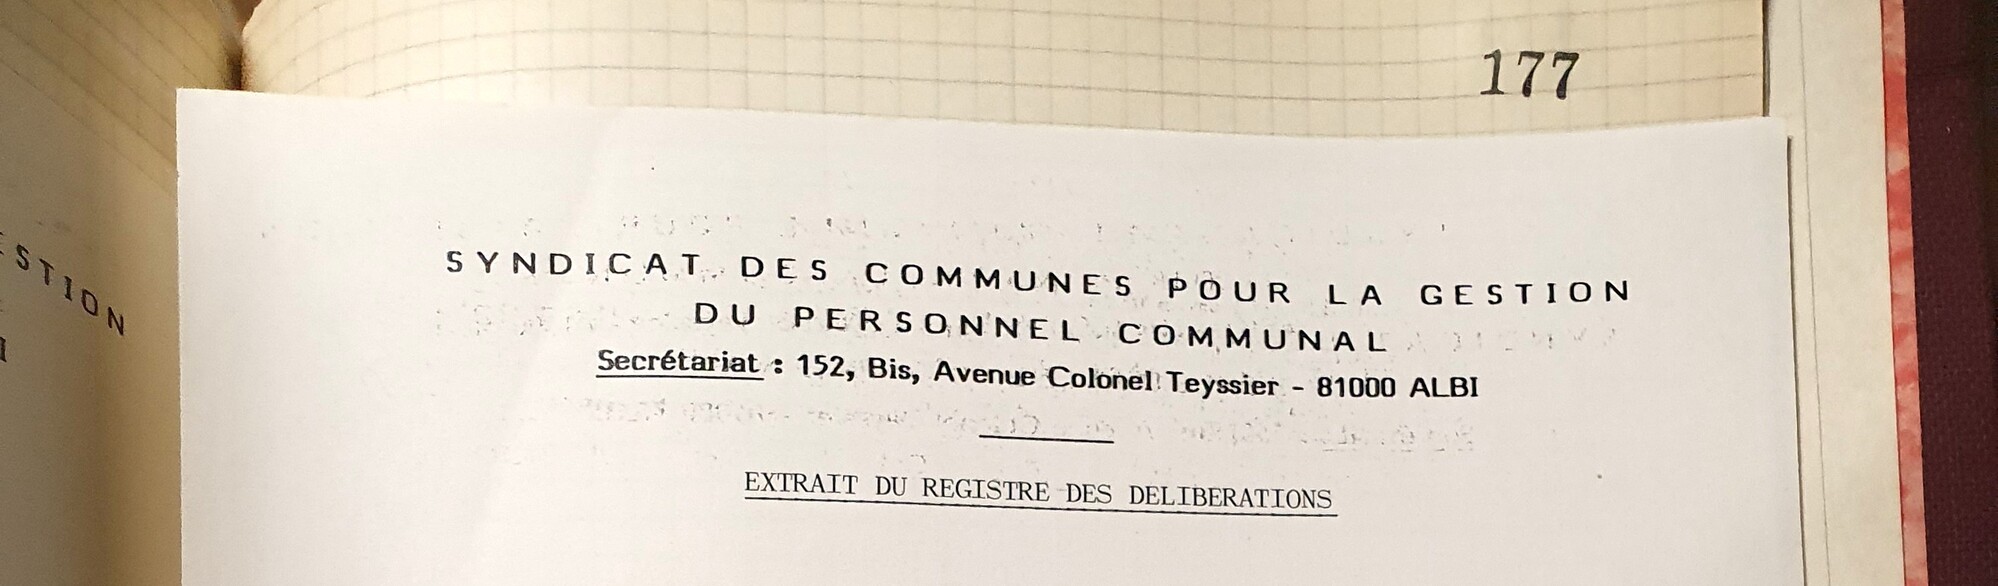 177
STION
SYNDICAT DES COMMUNES POUR LA GESTION
DU PERSONNEL COMMUNAL
Secrétariat : 152, Bis, Avenue Colonel Teyssier - 81000 ALBI
EXTRAIT DU REGISTRE DES DELIBERATIONS